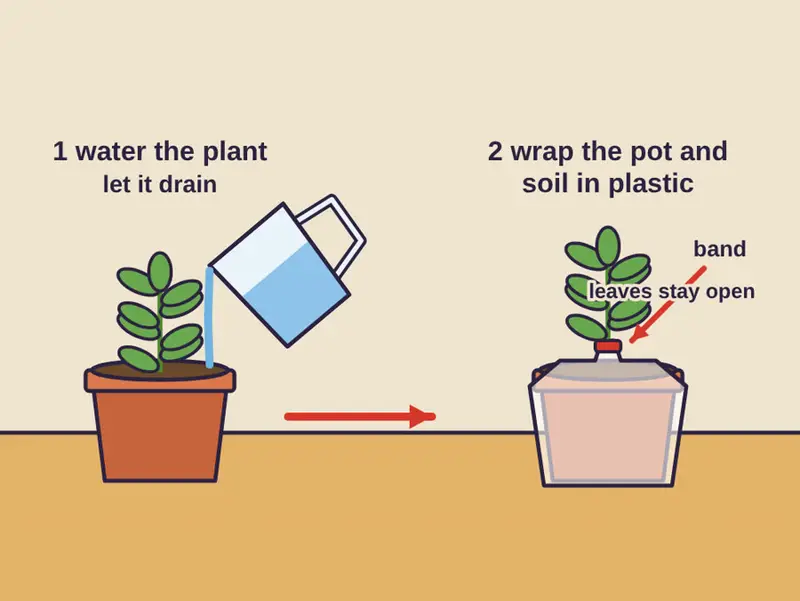 1 water the plant
let it drain
2 wrap the pot and
soil in plastic
band
leaves stay open